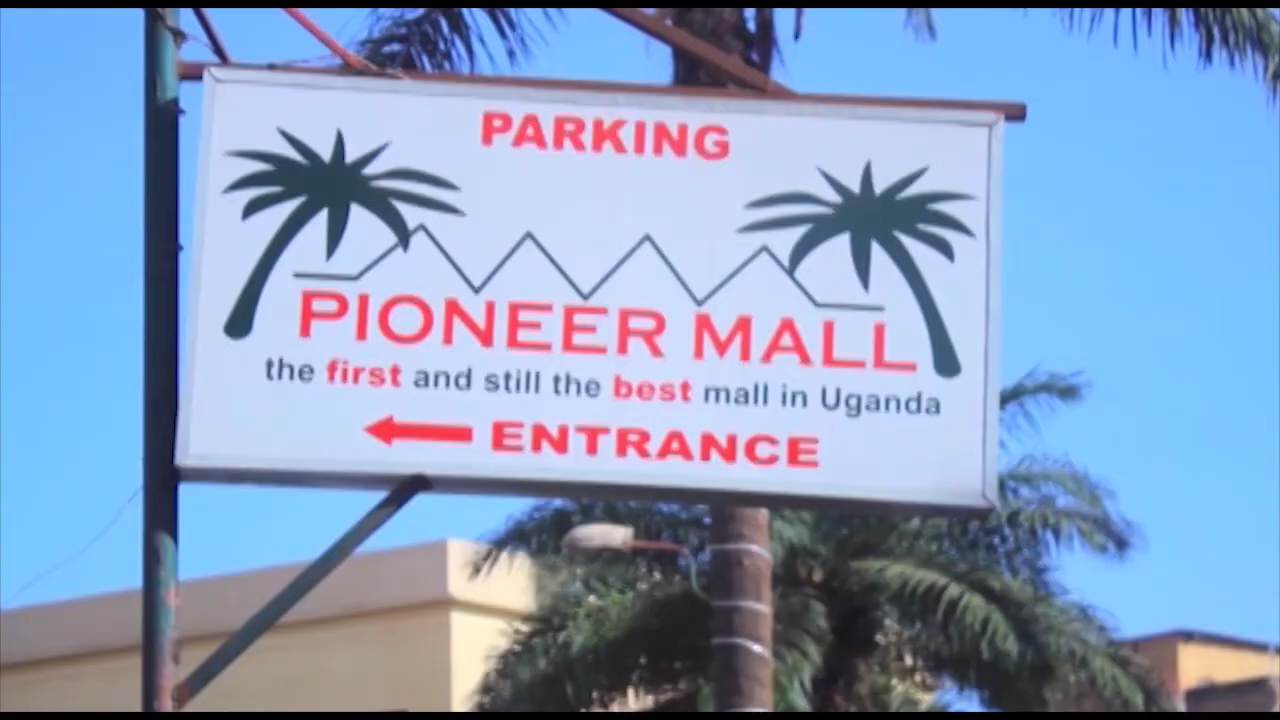 PARKING
PIONEER MALL
the first and still the best mall in Uganda
ENTRANCE